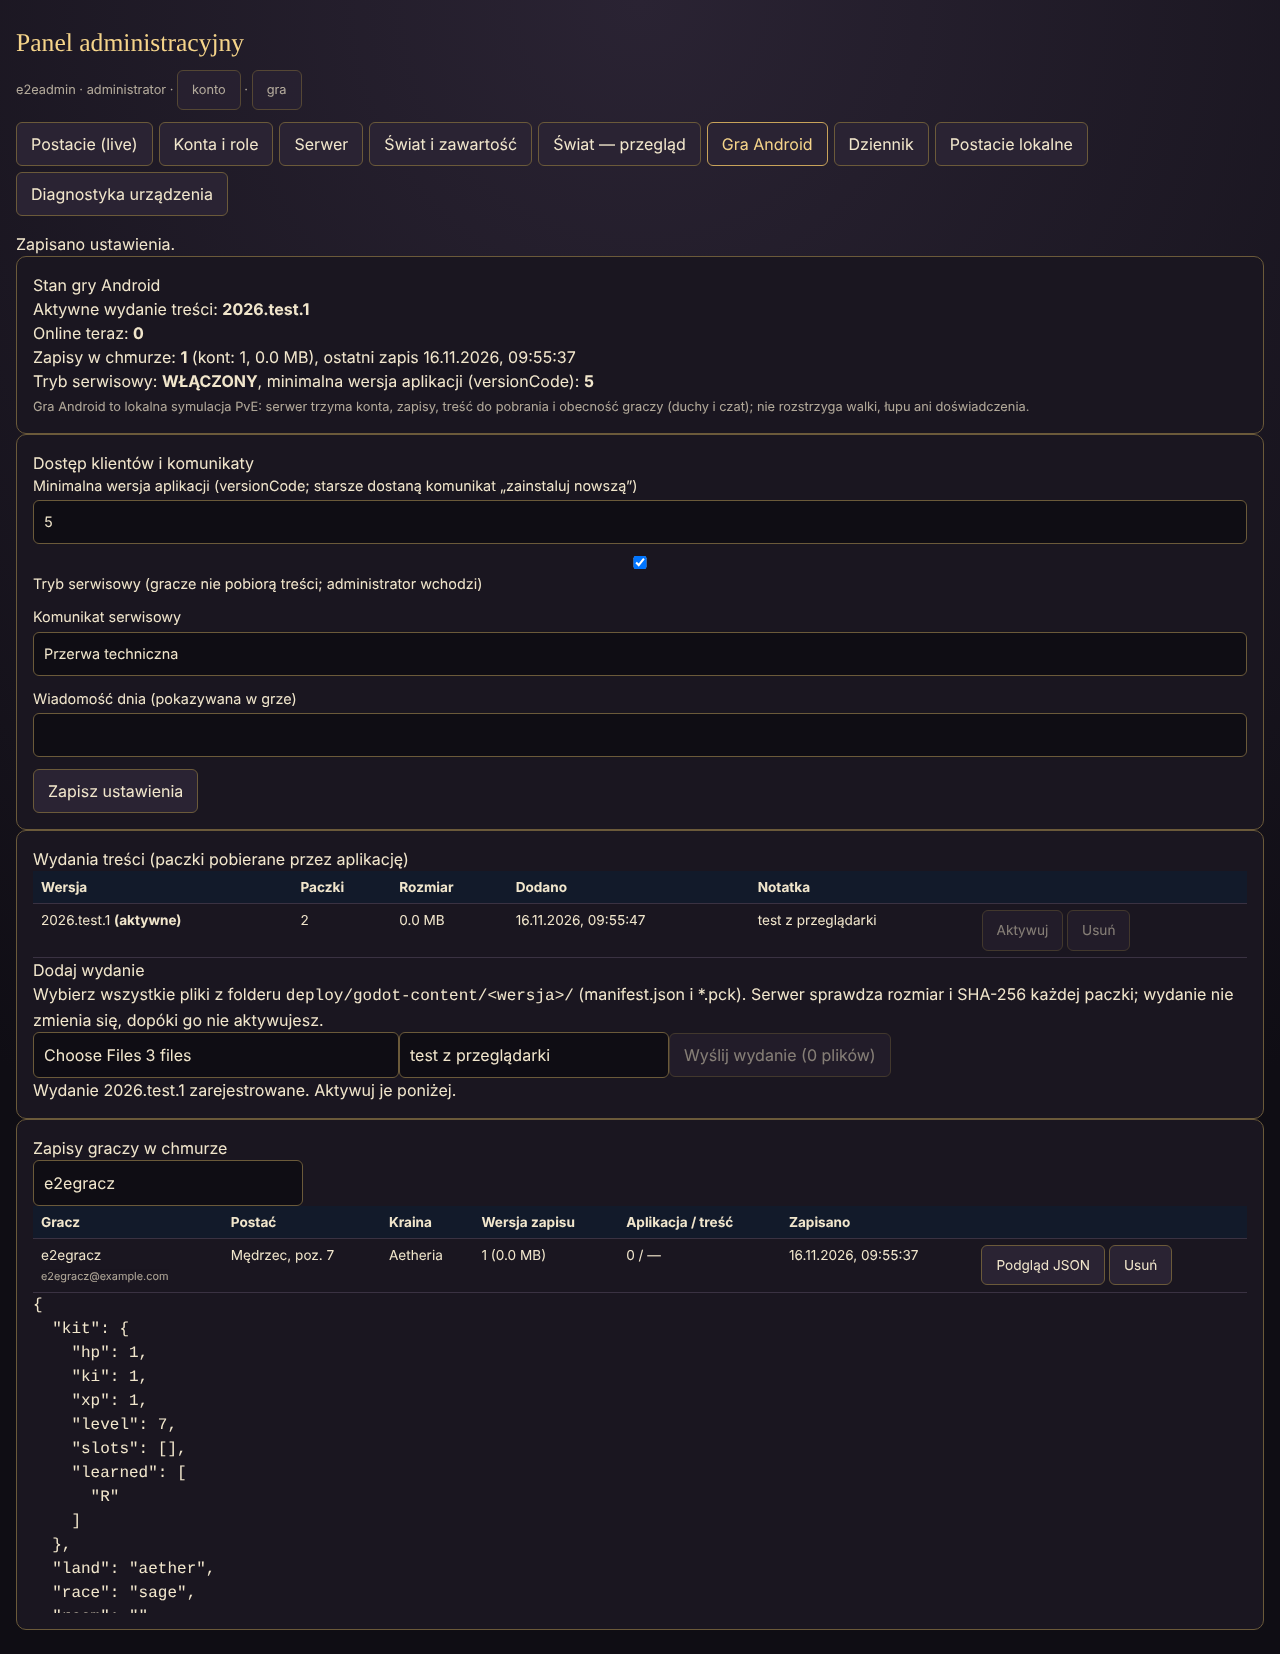 Panel administracyjny
e2eadmin · administrator · konto · gra
Postacie (live) Konta i role Serwer Świat i zawartość Świat — przegląd Gra Android Dziennik Postacie lokalne
Diagnostyka urządzenia
Zapisano ustawienia.
Stan gry Android
Aktywne wydanie treści: 2026.test.1
Online teraz: 0
Zapisy w chmurze: 1 (kont: 1, 0.0 MB), ostatni zapis 16.11.2026, 09:55:37
Tryb serwisowy: WŁĄCZONY, minimalna wersja aplikacji (versionCode): 5
Gra Android to lokalna symulacja PvE: serwer trzyma konta, zapisy, treść do pobrania i obecność graczy (duchy i czat); nie rozstrzyga walki, łupu ani doświadczenia.
Dostęp klientów i komunikaty
Minimalna wersja aplikacji (versionCode; starsze dostaną komunikat „zainstaluj nowszą”)
5
Tryb serwisowy (gracze nie pobiorą treści; administrator wchodzi)
Komunikat serwisowy
Przerwa techniczna
Wiadomość dnia (pokazywana w grze)
Zapisz ustawienia
Wydania treści (paczki pobierane przez aplikację)
Wersja Paczki Rozmiar Dodano Notatka
2026.test.1 (aktywne) 2 0.0 MB 16.11.2026, 09:55:47 test z przeglądarki Aktywuj Usuń
Dodaj wydanie
Wybierz wszystkie pliki z folderu deploy/godot-content/<wersja>/ (manifest.json i *.pck). Serwer sprawdza rozmiar i SHA-256 każdej paczki; wydanie nie
zmienia się, dopóki go nie aktywujesz.
Choose Files 3 files test z przeglądarki Wyślij wydanie (0 plików)
Wydanie 2026.test.1 zarejestrowane. Aktywuj je poniżej.
Zapisy graczy w chmurze
e2egracz
Gracz Postać Kraina Wersja zapisu Aplikacja / treść Zapisano
e2egracz Mędrzec, poz. 7 Aetheria 1 (0.0 MB) 0 / — 16.11.2026, 09:55:37 Podgląd JSON Usuń
e2egracz@example.com
{
"kit": {
"hp": 1,
"ki": 1,
"xp": 1,
"level": 7,
"slots": [],
"learned": [
"R"
]
},
"land": "aether",
"race": "sage",